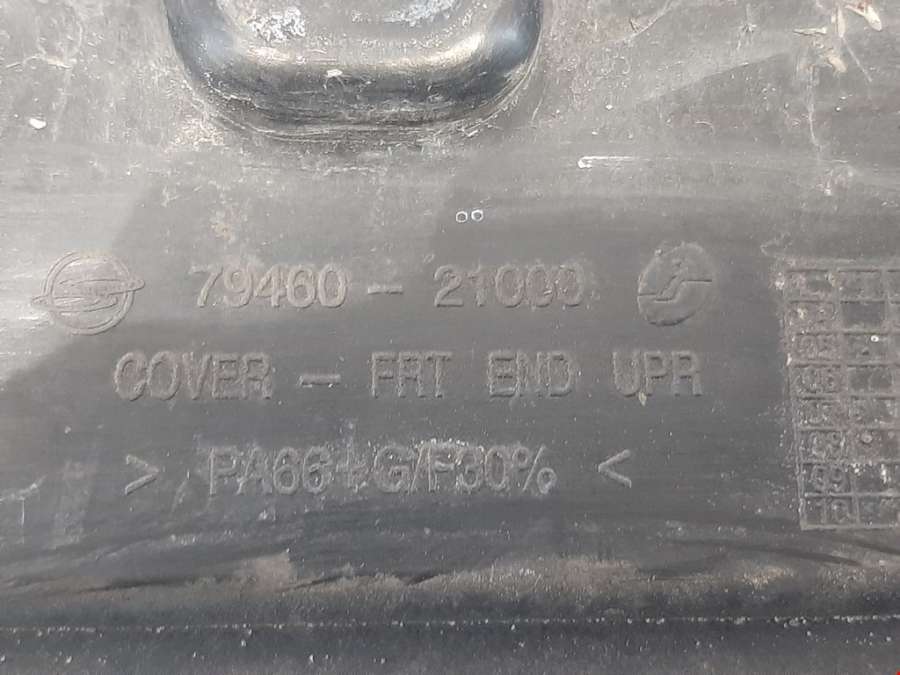 79460 - 21000
COVER - FRT END UPR
> PA66+G/F30% <